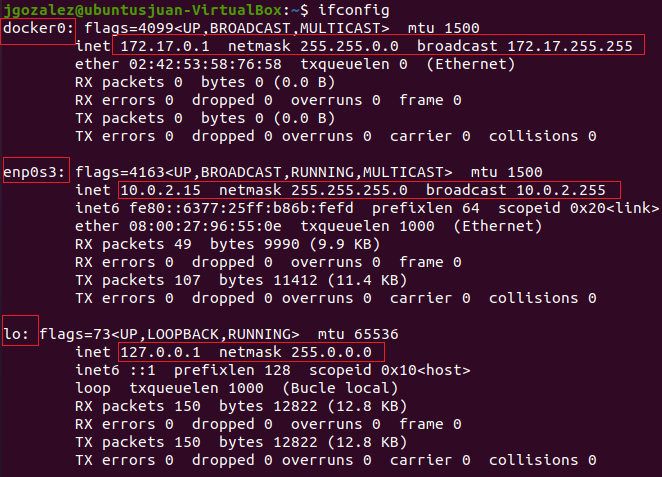 jgozalez@ubuntusjuan-VirtualBox:~$ ifconfig
docker0: flags=4099<UP,BROADCAST,MULTICAST>  mtu 1500
        inet 172.17.0.1  netmask 255.255.0.0  broadcast 172.17.255.255
        ether 02:42:53:58:76:58  txqueuelen 0  (Ethernet)
        RX packets 0  bytes 0 (0.0 B)
        RX errors 0  dropped 0  overruns 0  frame 0
        TX packets 0  bytes 0 (0.0 B)
        TX errors 0  dropped 0 overruns 0  carrier 0  collisions 0

enp0s3: flags=4163<UP,BROADCAST,RUNNING,MULTICAST>  mtu 1500
        inet 10.0.2.15  netmask 255.255.255.0  broadcast 10.0.2.255
        inet6 fe80::6377:25ff:b86b:fefd  prefixlen 64  scopeid 0x20<link>
        ether 08:00:27:96:55:0e  txqueuelen 1000  (Ethernet)
        RX packets 49  bytes 9990 (9.9 KB)
        RX errors 0  dropped 0  overruns 0  frame 0
        TX packets 107  bytes 11412 (11.4 KB)
        TX errors 0  dropped 0 overruns 0  carrier 0  collisions 0

lo: flags=73<UP,LOOPBACK,RUNNING>  mtu 65536
        inet 127.0.0.1  netmask 255.0.0.0
        inet6 ::1  prefixlen 128  scopeid 0x10<host>
        loop  txqueuelen 1000  (Bucle local)
        RX packets 150  bytes 12822 (12.8 KB)
        RX errors 0  dropped 0  overruns 0  frame 0
        TX packets 150  bytes 12822 (12.8 KB)
        TX errors 0  dropped 0 overruns 0  carrier 0  collisions 0